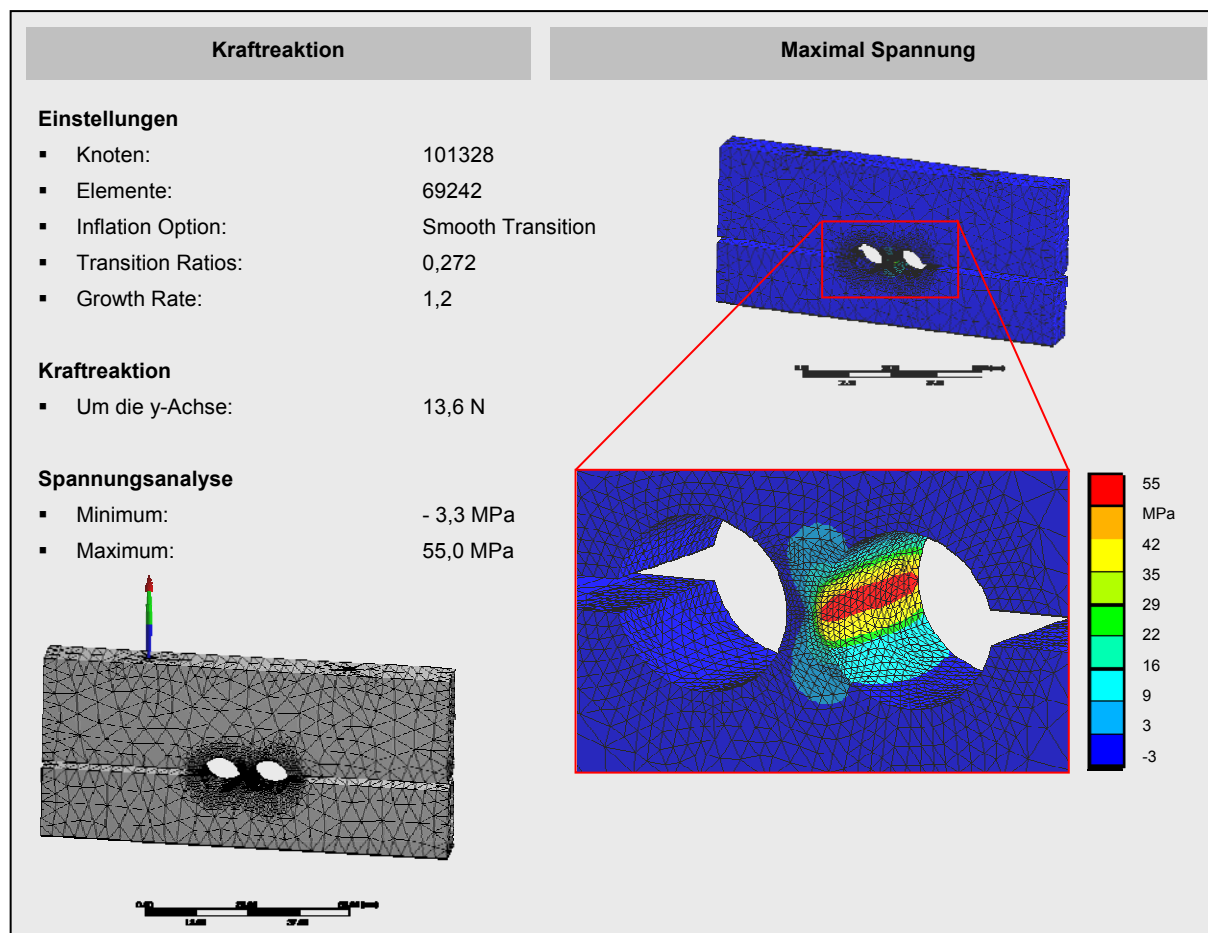 Kraftreaktion
Maximal Spannung
Einstellungen
▪ Knoten: 101328
▪ Elemente: 69242
▪ Inflation Option: Smooth Transition
▪ Transition Ratios: 0,272
▪ Growth Rate: 1,2
Kraftreaktion
▪ Um die y-Achse: 13,6 N
Spannungsanalyse
▪ Minimum: - 3,3 MPa
▪ Maximum: 55,0 MPa
55
MPa
42
35
29
22
16
9
3
-3